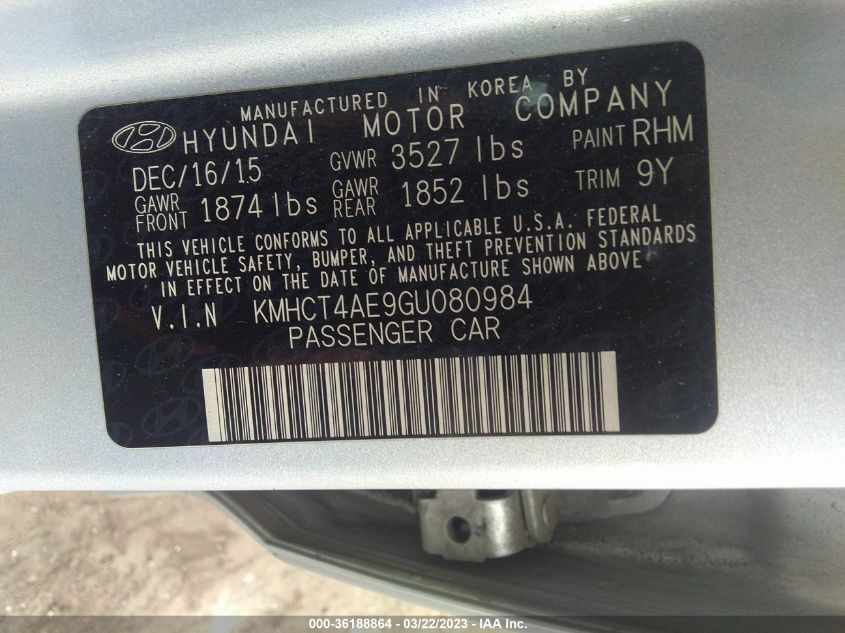 MANUFACTURED IN KOREA BY
HYUNDAI MOTOR COMPANY
DEC/16/15 GVWR 3527 lbs PAINT RHM
GAWR FRONT 1874 lbs GAWR REAR 1852 lbs TRIM 9Y
THIS VEHICLE CONFORMS TO ALL APPLICABLE U.S.A. FEDERAL
MOTOR VEHICLE SAFETY, BUMPER, AND THEFT PREVENTION STANDARDS
IN EFFECT ON THE DATE OF MANUFACTURE SHOWN ABOVE
V.I.N KMHCT4AE9GU080984
PASSENGER CAR
000-36188864 - 03/22/2023 - IAA Inc.